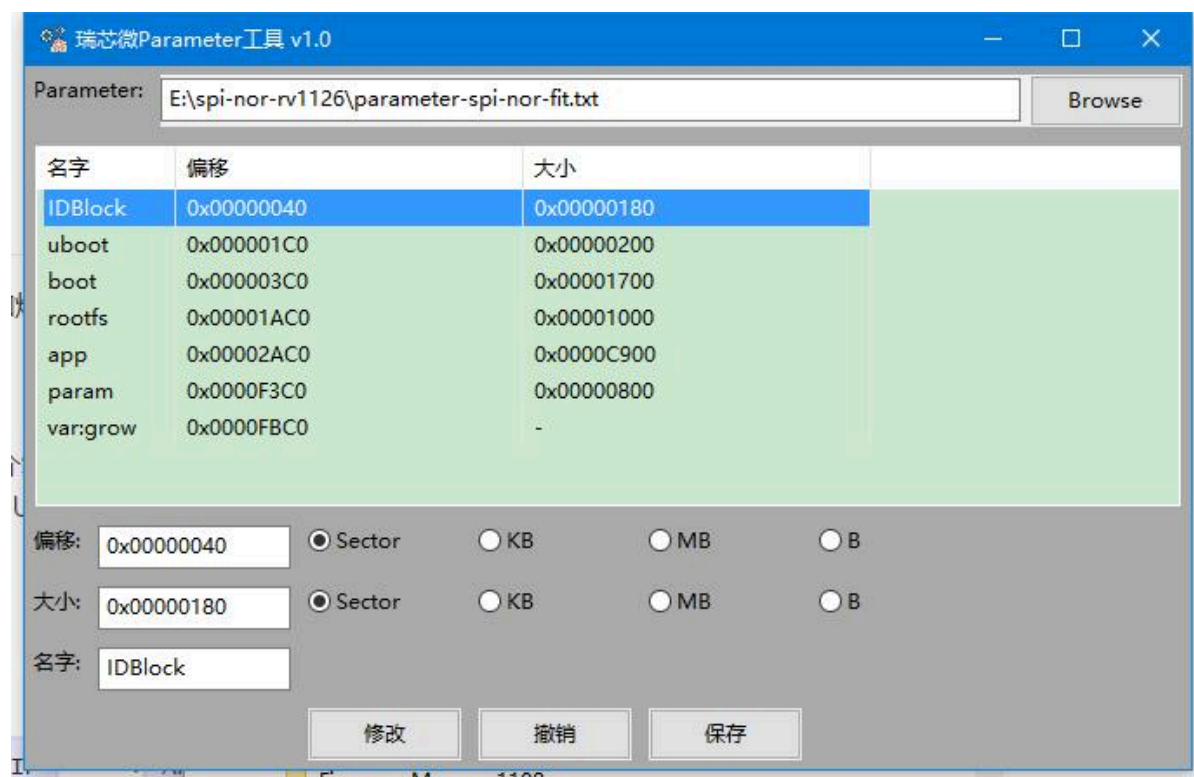 瑞芯微Parameter工具 v1.0
Parameter: E:\spi-nor-rv1126\parameter-spi-nor-fit.txt Browse
名字 偏移 大小
IDBlock 0x00000040 0x00000180
uboot 0x000001C0 0x00000200
boot 0x000003C0 0x00001700
rootfs 0x00001AC0 0x00001000
app 0x00002AC0 0x0000C900
param 0x0000F3C0 0x00000800
var:grow 0x0000FBC0 -
偏移: 0x00000040 Sector KB MB B
大小: 0x00000180 Sector KB MB B
名字: IDBlock
修改 撤销 保存